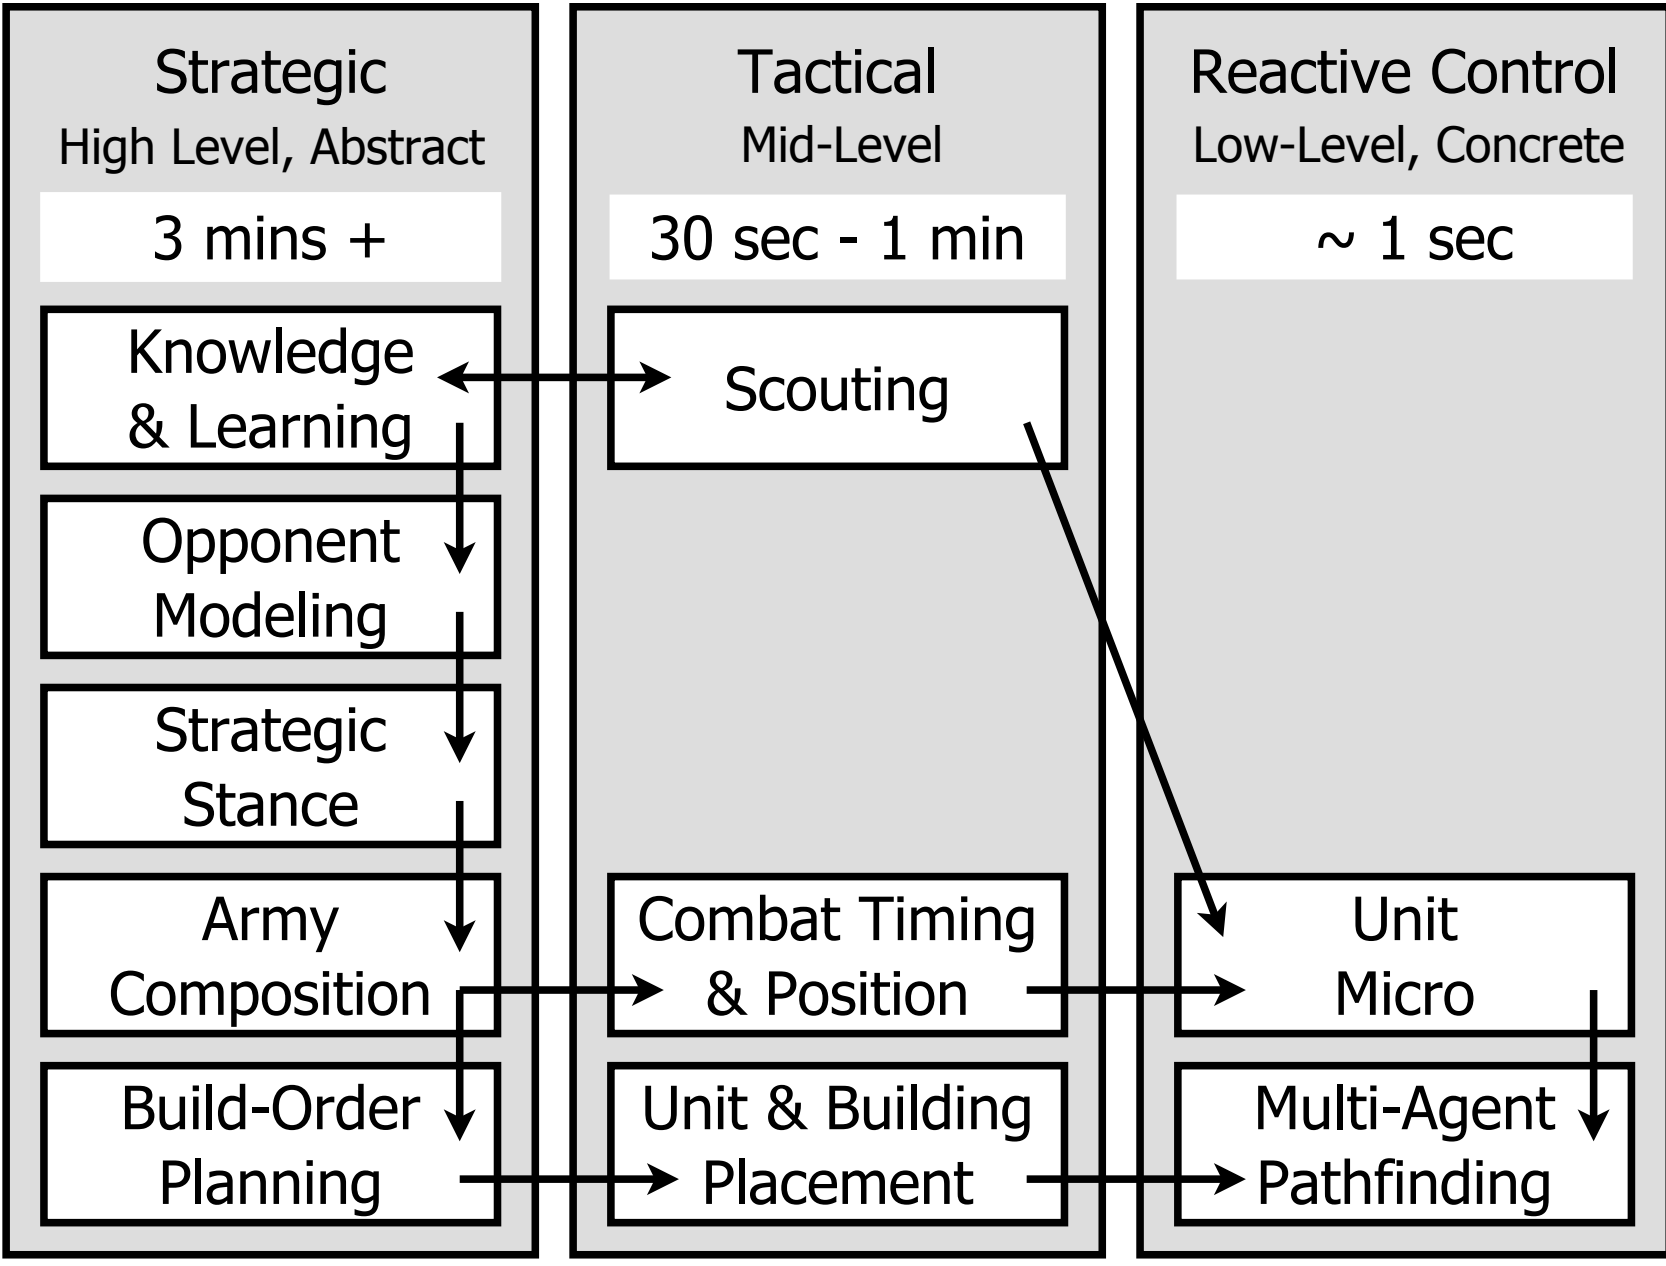 Strategic
High Level, Abstract
3 mins +
Knowledge
& Learning
Opponent
Modeling
Strategic
Stance
Army
Composition
Build-Order
Planning
Tactical
Mid-Level
30 sec - 1 min
Scouting
Combat Timing
& Position
Unit & Building
Placement
Reactive Control
Low-Level, Concrete
~ 1 sec
Unit
Micro
Multi-Agent
Pathfinding